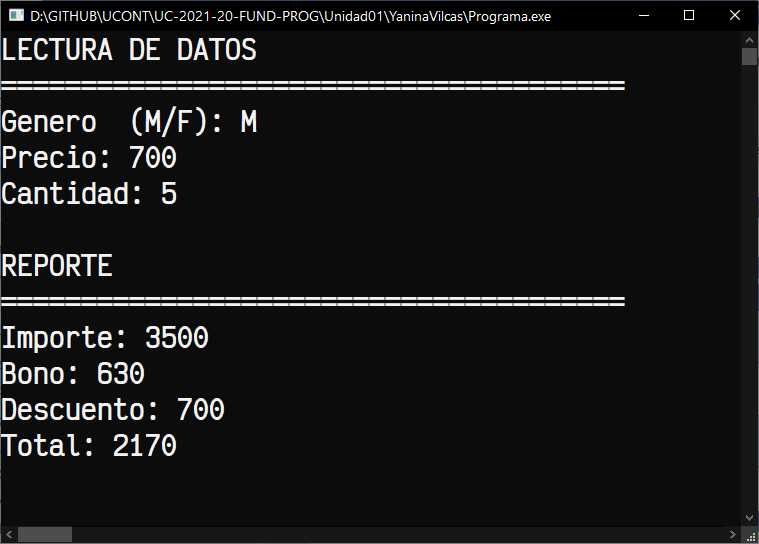 D:\GITHUB\UCONT\UC-2021-20-FUND-PROG\Unidad01\YaninaVilcas\Programa.exe
LECTURA DE DATOS
=======================================
Genero  (M/F): M
Precio: 700
Cantidad: 5
REPORTE
=======================================
Importe: 3500
Bono: 630
Descuento: 700
Total: 2170